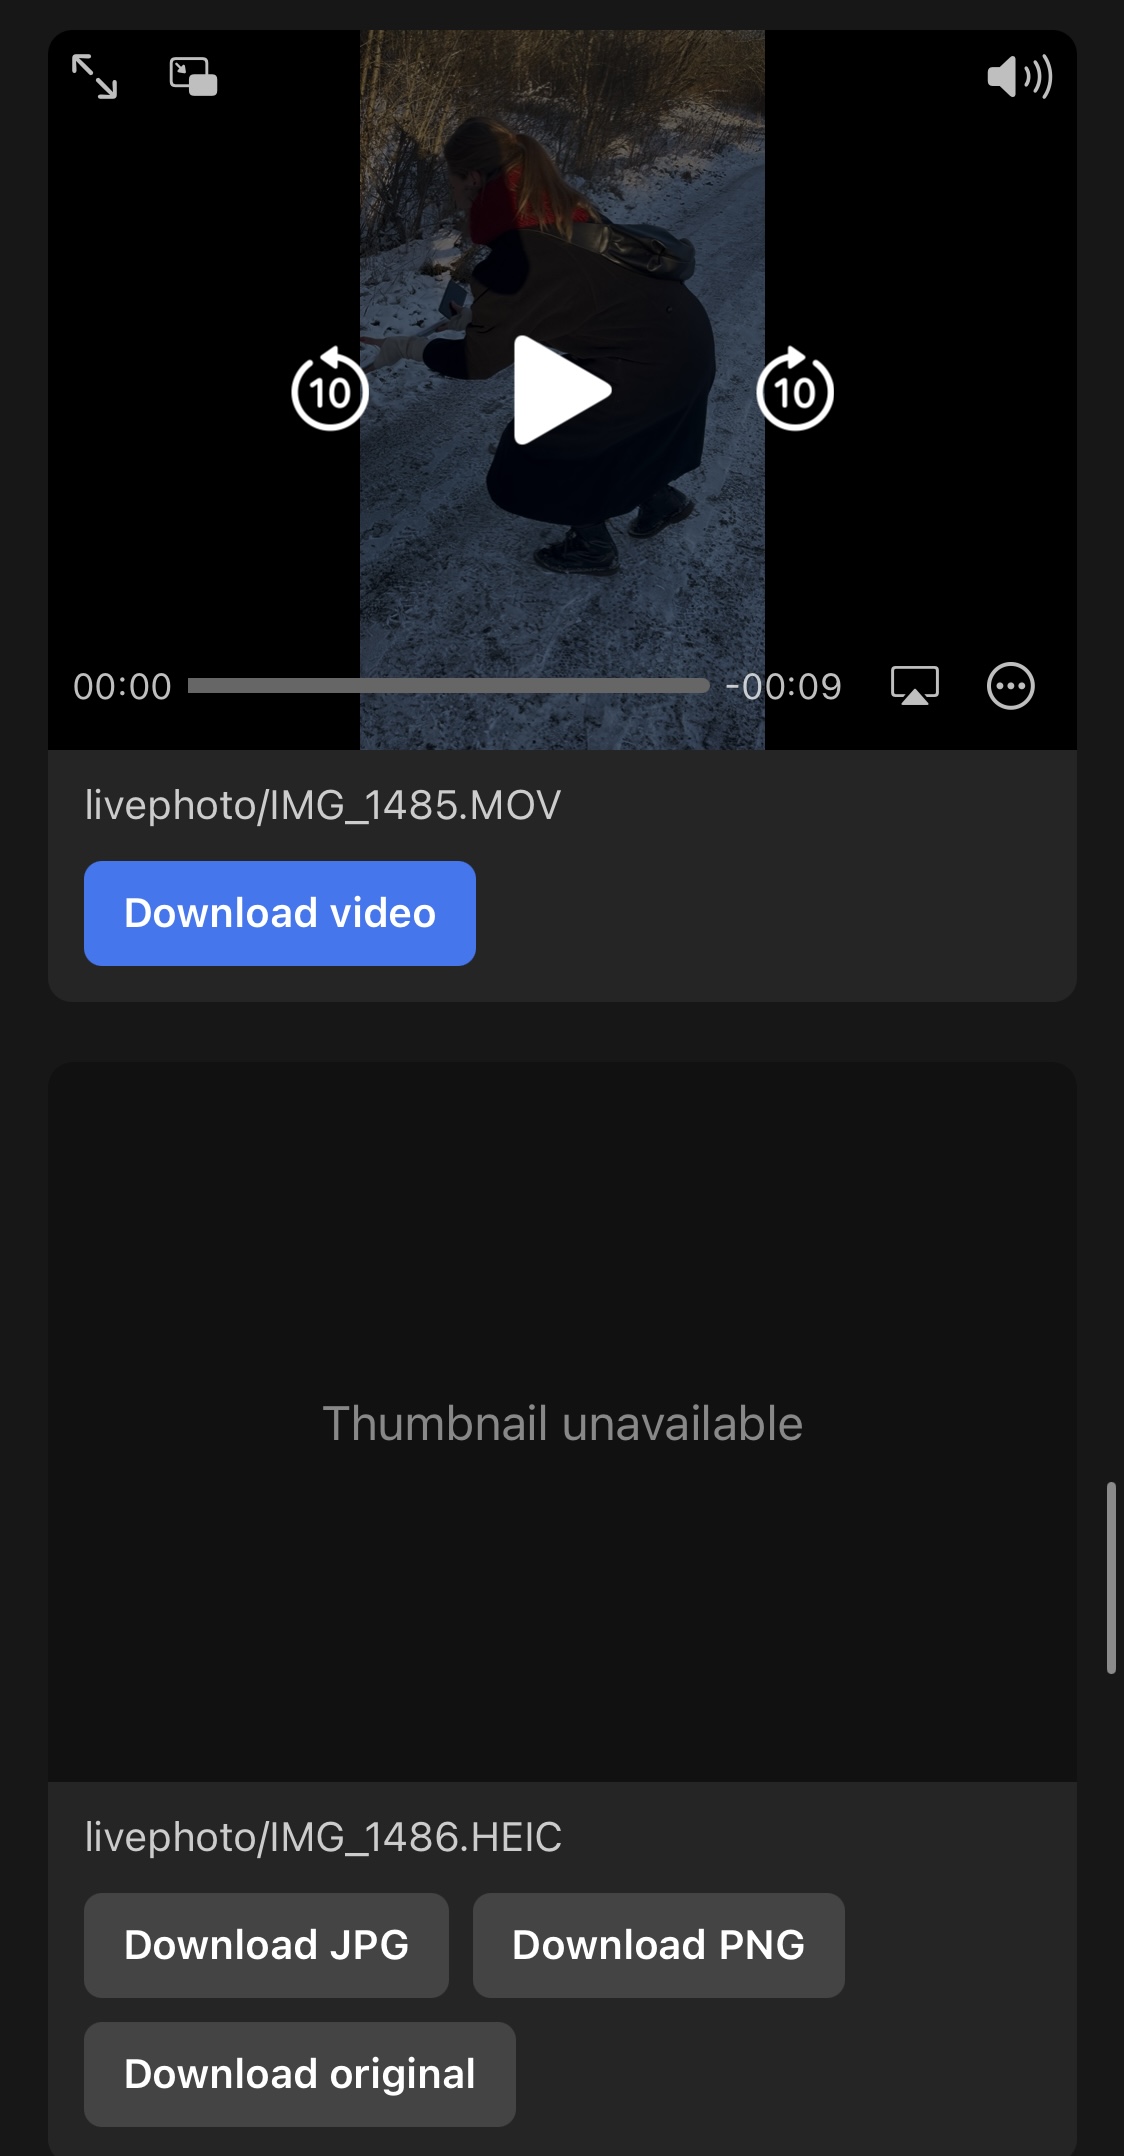 10
10
00:00
-00:09
livephoto/IMG_1485.MOV
Download video
Thumbnail unavailable
livephoto/IMG_1486.HEIC
Download JPG
Download PNG
Download original